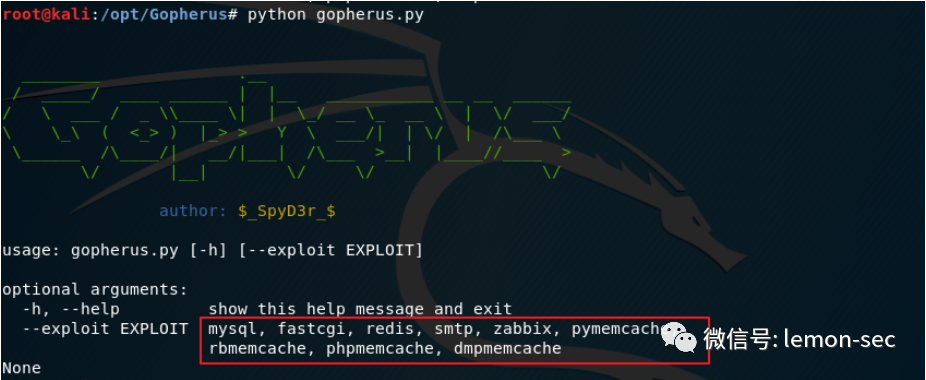 root@kali:/opt/Gopherus# python gopherus.py
Gopherus
author: $_SpyD3r_$
usage: gopherus.py [-h] [--exploit EXPLOIT]
optional arguments:
-h, --help show this help message and exit
--exploit EXPLOIT mysql, fastcgi, redis, smtp, zabbix, pymemcache,
rbmemcache, phpmemcache, dmpmemcache
微信号: lemon-sec
None